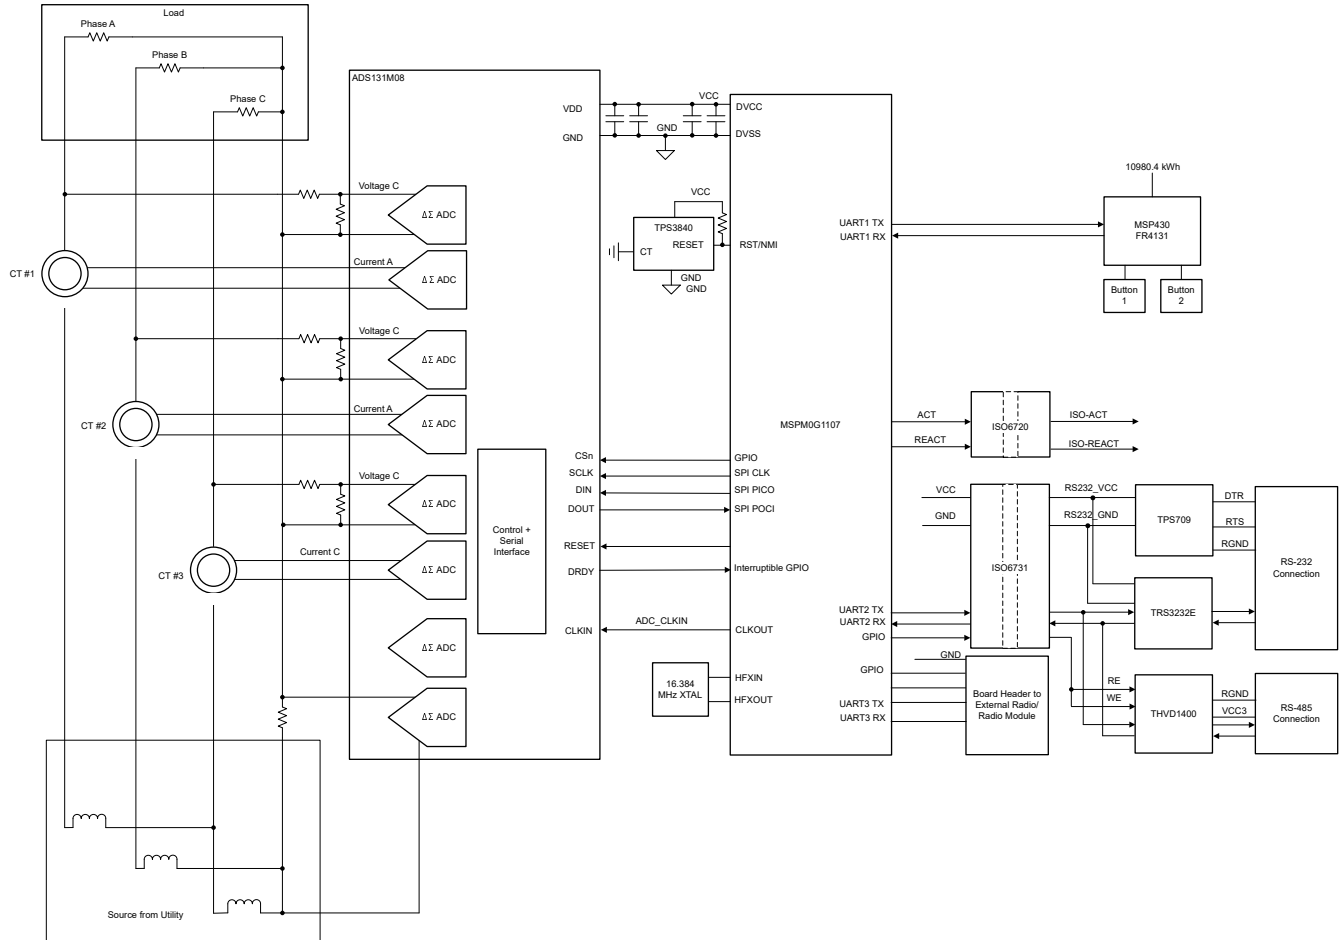 Load
Phase A
Phase B
Phase C
ADS131M08
VDD
GND
VCC
GND
DVCC
DVSS
Voltage C
ΔΣ ADC
Current A
ΔΣ ADC
CT #1
VCC
TPS3840
RESET
CT
GND
GND
RST/NMI
UART1 TX
UART1 RX
10980.4 kWh
MSP430
FR4131
Button
1
Button
2
Voltage C
ΔΣ ADC
Current A
ΔΣ ADC
CT #2
MSPM0G1107
ACT
REACT
ISO6720
ISO-ACT
ISO-REACT
Voltage C
ΔΣ ADC
Current C
ΔΣ ADC
CT #3
Control +
Serial
Interface
CSn
SCLK
DIN
DOUT
RESET
DRDY
CLKIN
GPIO
SPI CLK
SPI PICO
SPI POCI
Interruptible GPIO
ADC_CLKIN
CLKOUT
VCC
GND
ISO6731
RS232_VCC
RS232_GND
TPS709
DTR
RTS
RGND
RS-232
Connection
TRS3232E
UART2 TX
UART2 RX
GPIO
ΔΣ ADC
ΔΣ ADC
16.384
MHz XTAL
HFXIN
HFXOUT
GPIO
UART3 TX
UART3 RX
GND
Board Header to
External Radio/
Radio Module
RE
WE
THVD1400
RGND
VCC3
RS-485
Connection
Source from Utility